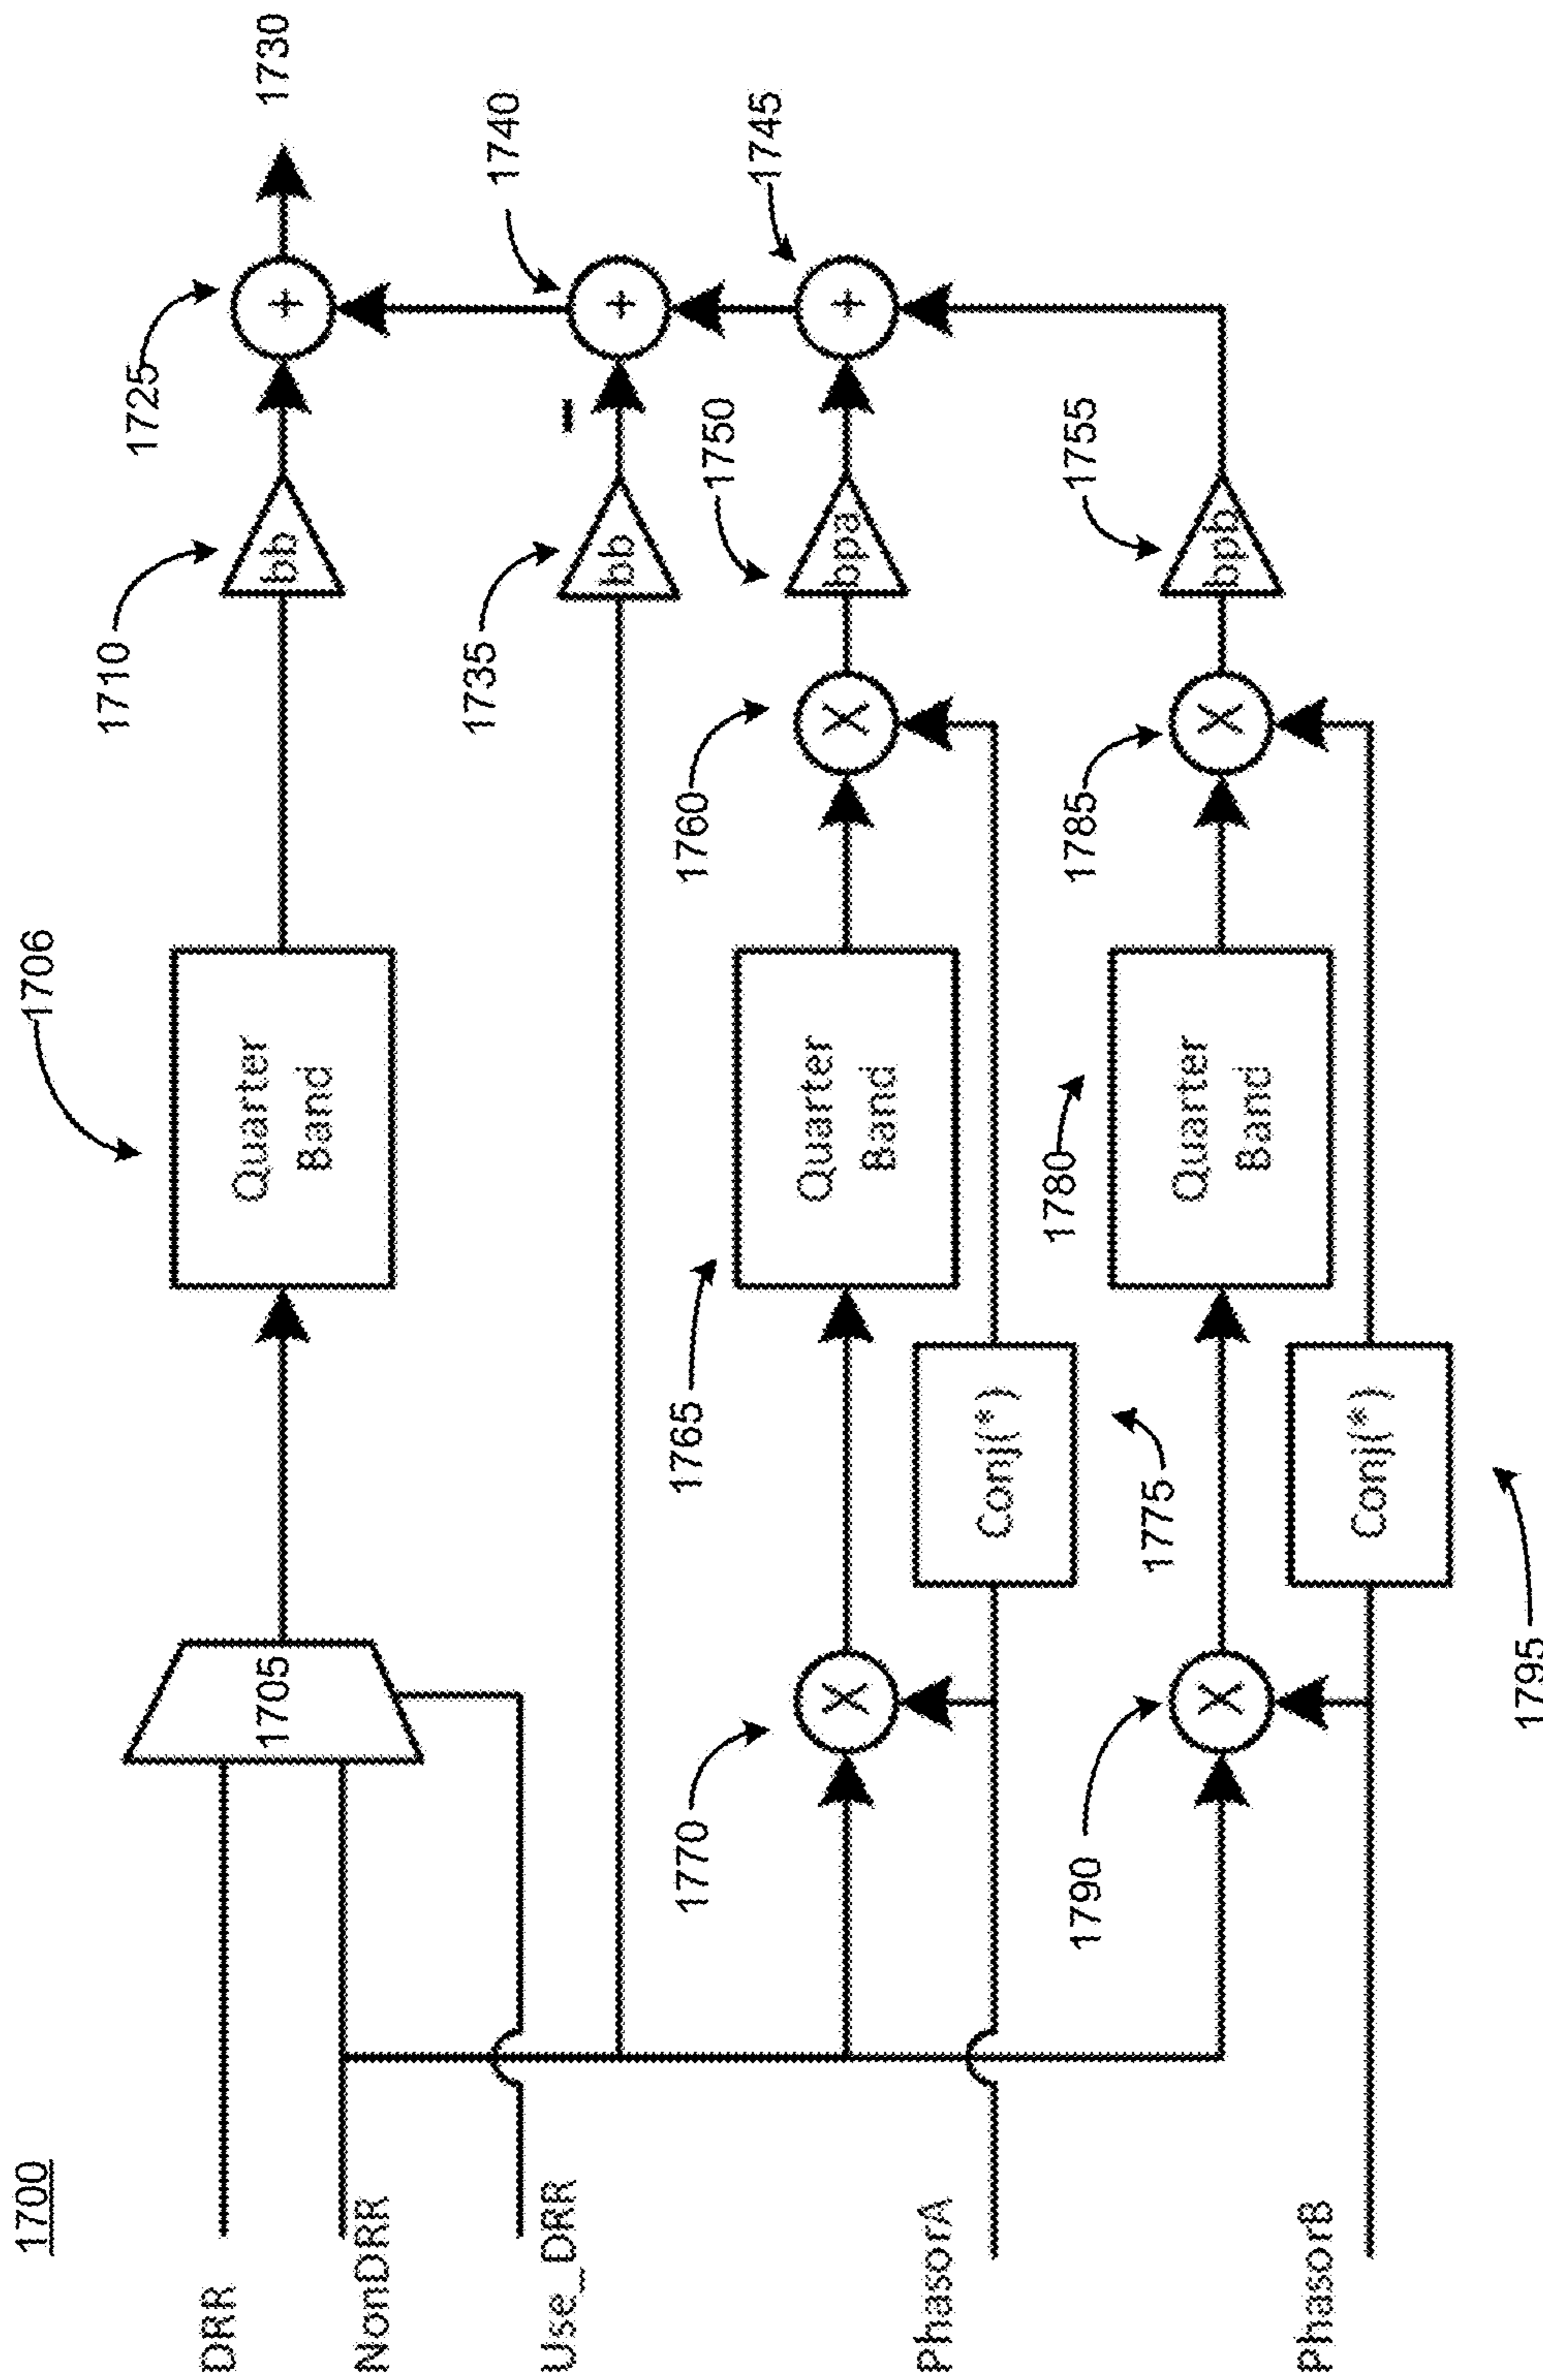 1700
DRR
NonDRR
Use_DRR
PhasorA
PhasorB
1705
1706
Quarter
Band
1710
bb
1725
+
1730
1735
bb
-
1740
+
1770
X
1765
Quarter
Band
1760
X
1750
bpa
1745
+
Conj(*)
1775
1790
X
1780
Quarter
Band
1785
X
1755
bpb
Conj(*)
1795